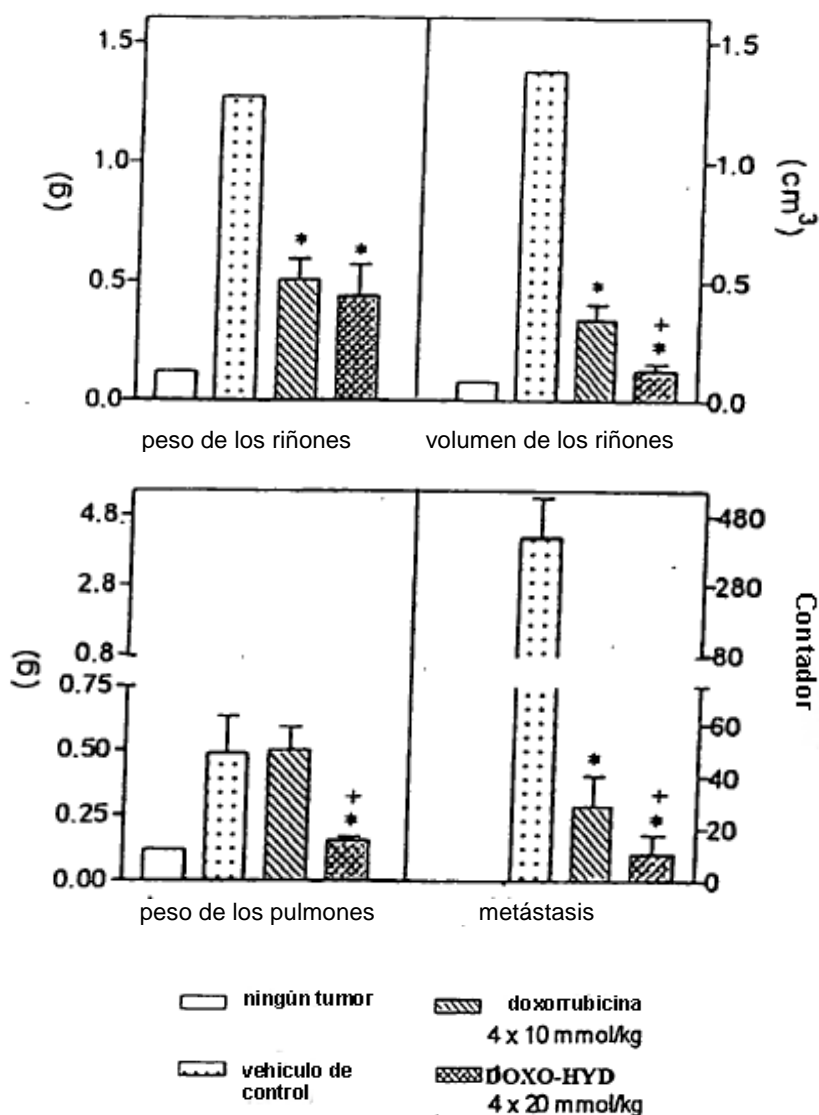 1.5
1.0
(g)
0.5
0.0
* *
* + *
1.5
1.0
(cm³)
0.5
0.0
peso de los riñones
volumen de los riñones
4.8
2.8
0.8
(g)
0.75
0.50
0.25
0.00
+ *
* + *
480
280
80
Contador
60
40
20
0
peso de los pulmones
metástasis
ningún tumor
vehículo de
control
doxorrubicina
4 x 10 mmol/kg
DOXO-HYD
4 x 20 mmol/kg